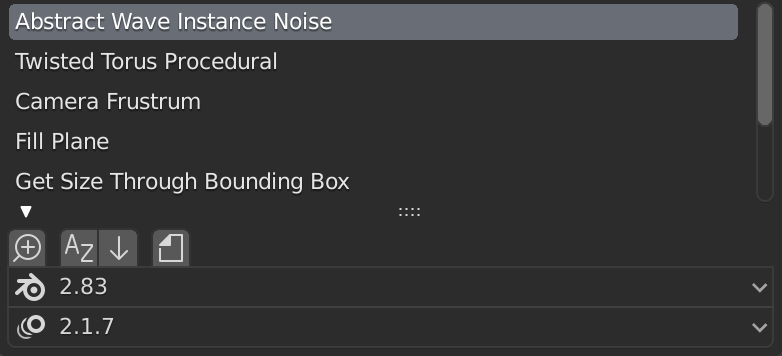 Abstract Wave Instance Noise
Twisted Torus Procedural
Camera Frustrum
Fill Plane
Get Size Through Bounding Box
AZ
2.83
2.1.7